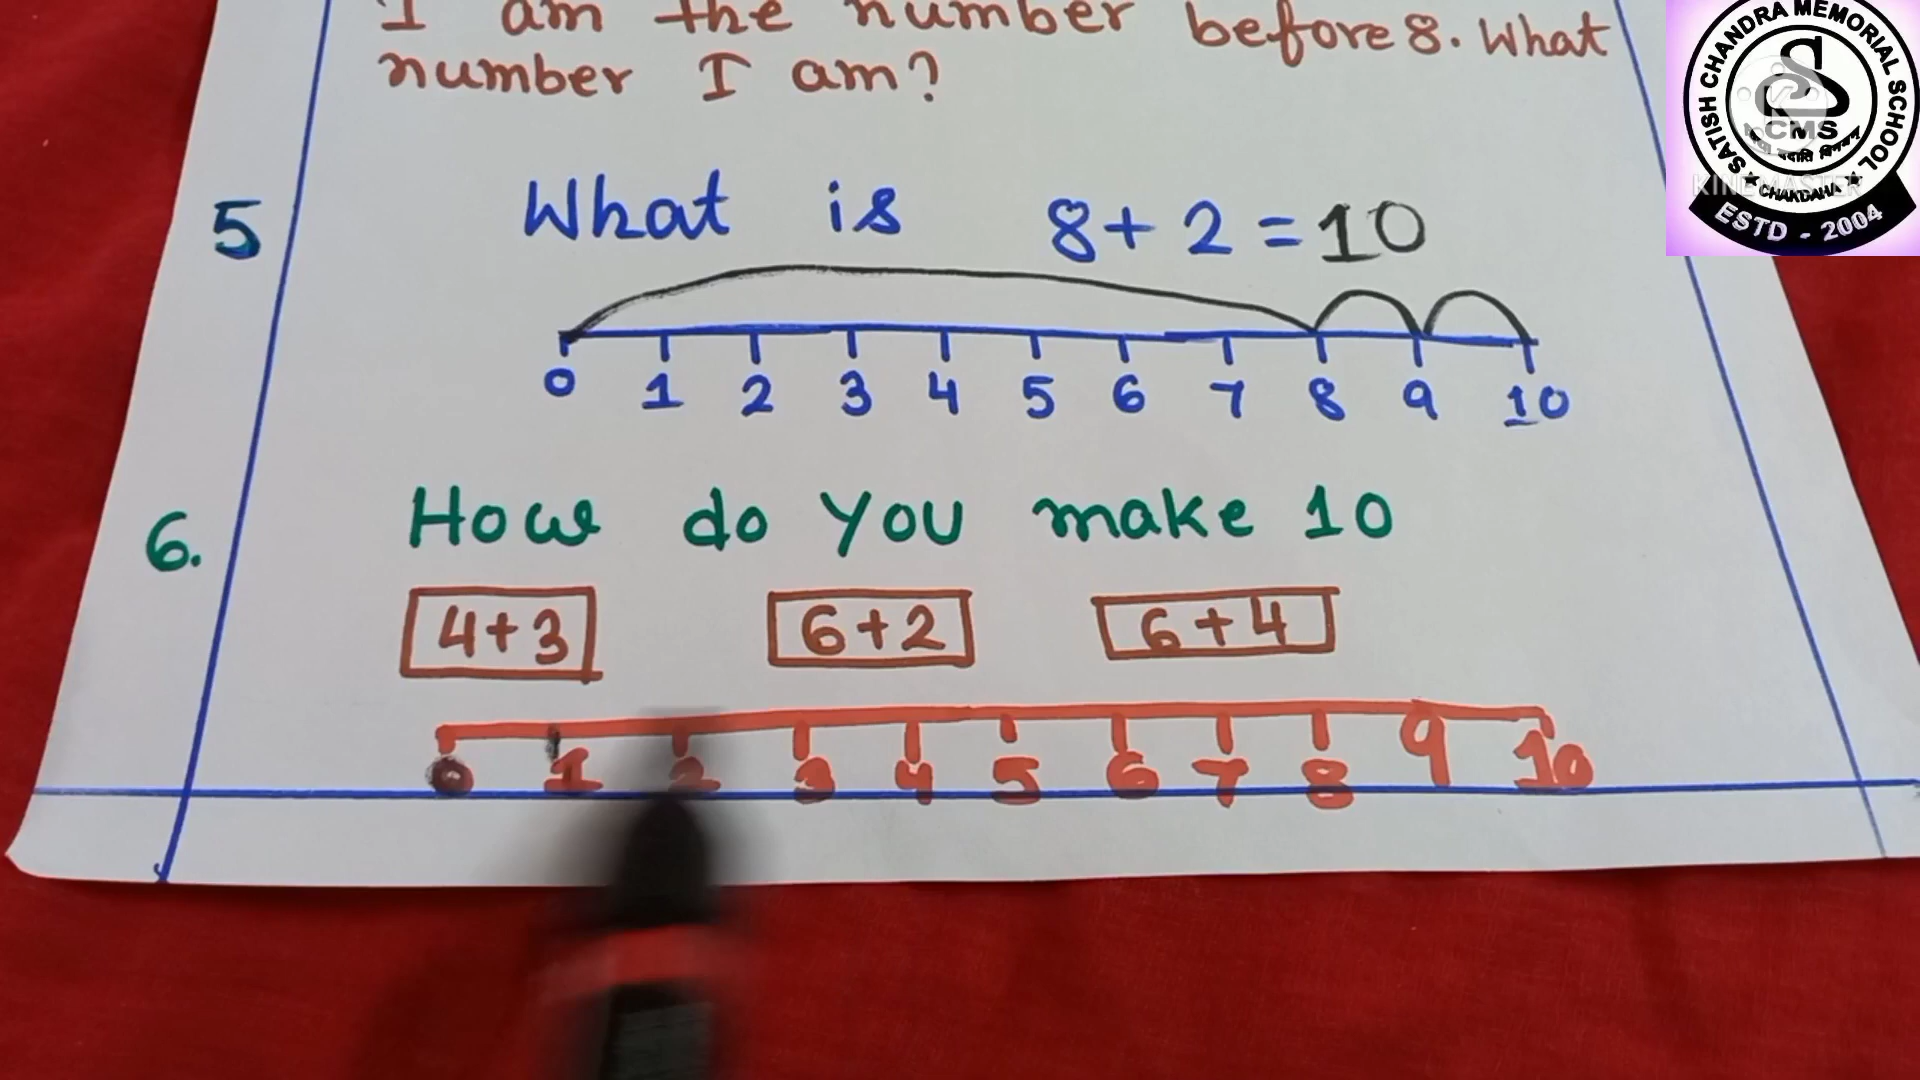 I am the number before 8. What
number I am?
5 What is 8+2=10
0 1 2 3 4 5 6 7 8 9 10
6. How do you make 10
4+3 6+2 6+4
0 1 2 3 4 5 6 7 8 9 10
SATISH CHANDRA MEMORIAL SCHOOL
S
CMS
KINEMASTER
CHAKDAHA
ESTD - 2004